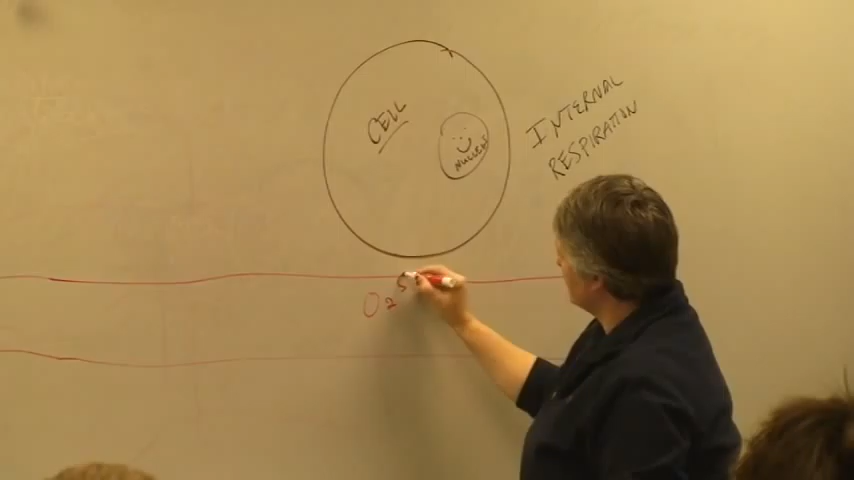 CELL
NUCLEUS
INTERNAL
RESPIRATION
O2